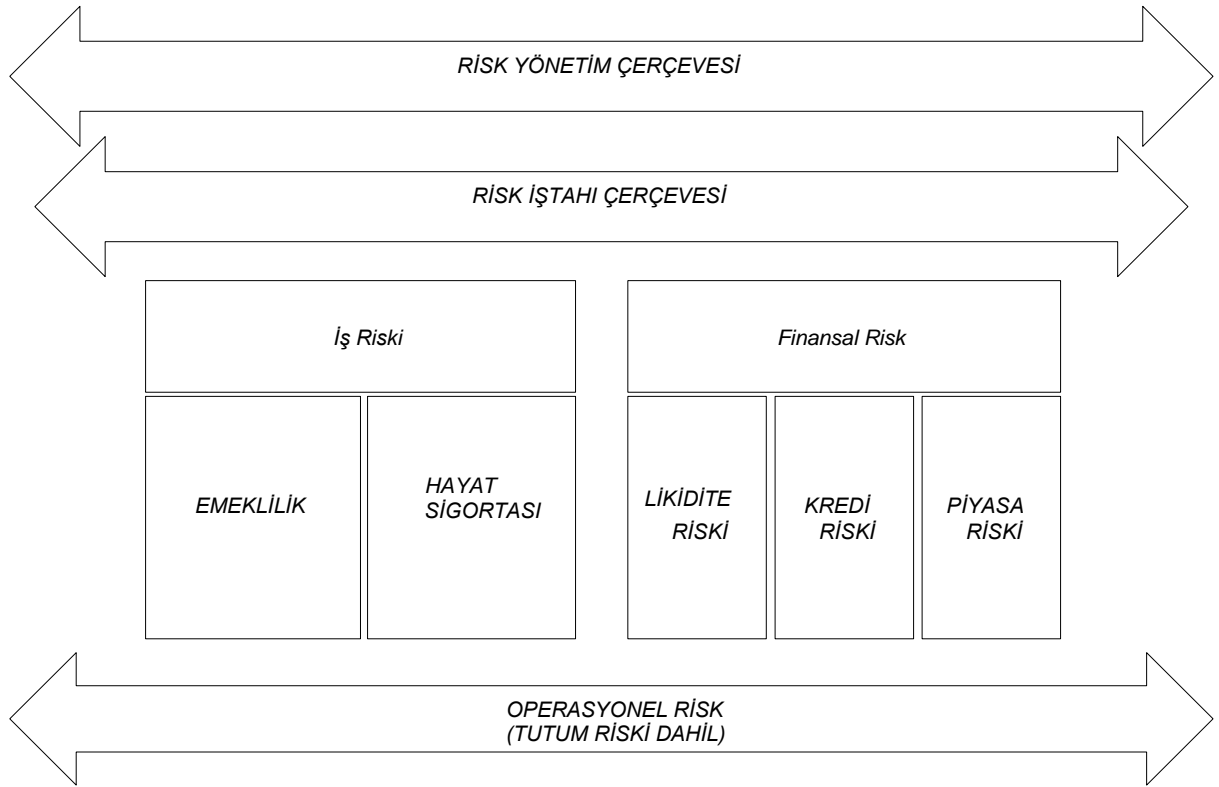 RİSK YÖNETİM ÇERÇEVESİ
RİSK İŞTAHI ÇERÇEVESİ
İş Riski
Finansal Risk
EMEKLİLİK
HAYAT
SİGORTASI
LİKİDİTE
RİSKİ
KREDİ
RİSKİ
PİYASA
RİSKİ
OPERASYONEL RİSK
(TUTUM RİSKİ DAHİL)